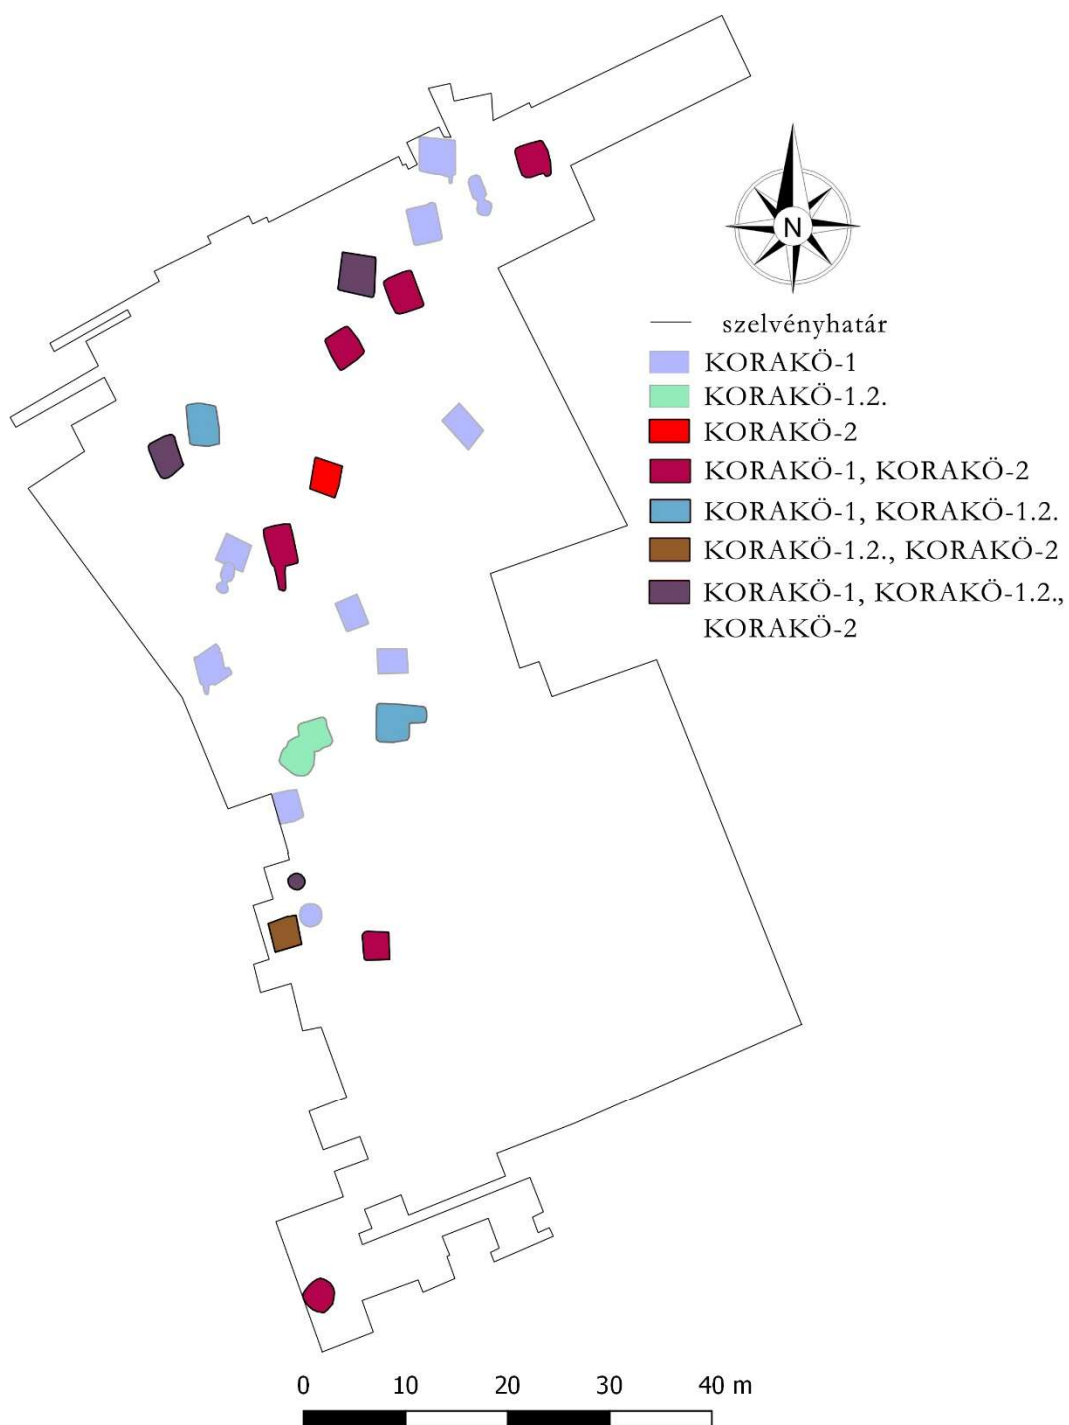 N
szelvényhatár
KORAKÖ-1
KORAKÖ-1.2.
KORAKÖ-2
KORAKÖ-1, KORAKÖ-2
KORAKÖ-1, KORAKÖ-1.2.
KORAKÖ-1.2., KORAKÖ-2
KORAKÖ-1, KORAKÖ-1.2.,
KORAKÖ-2
0 10 20 30 40 m